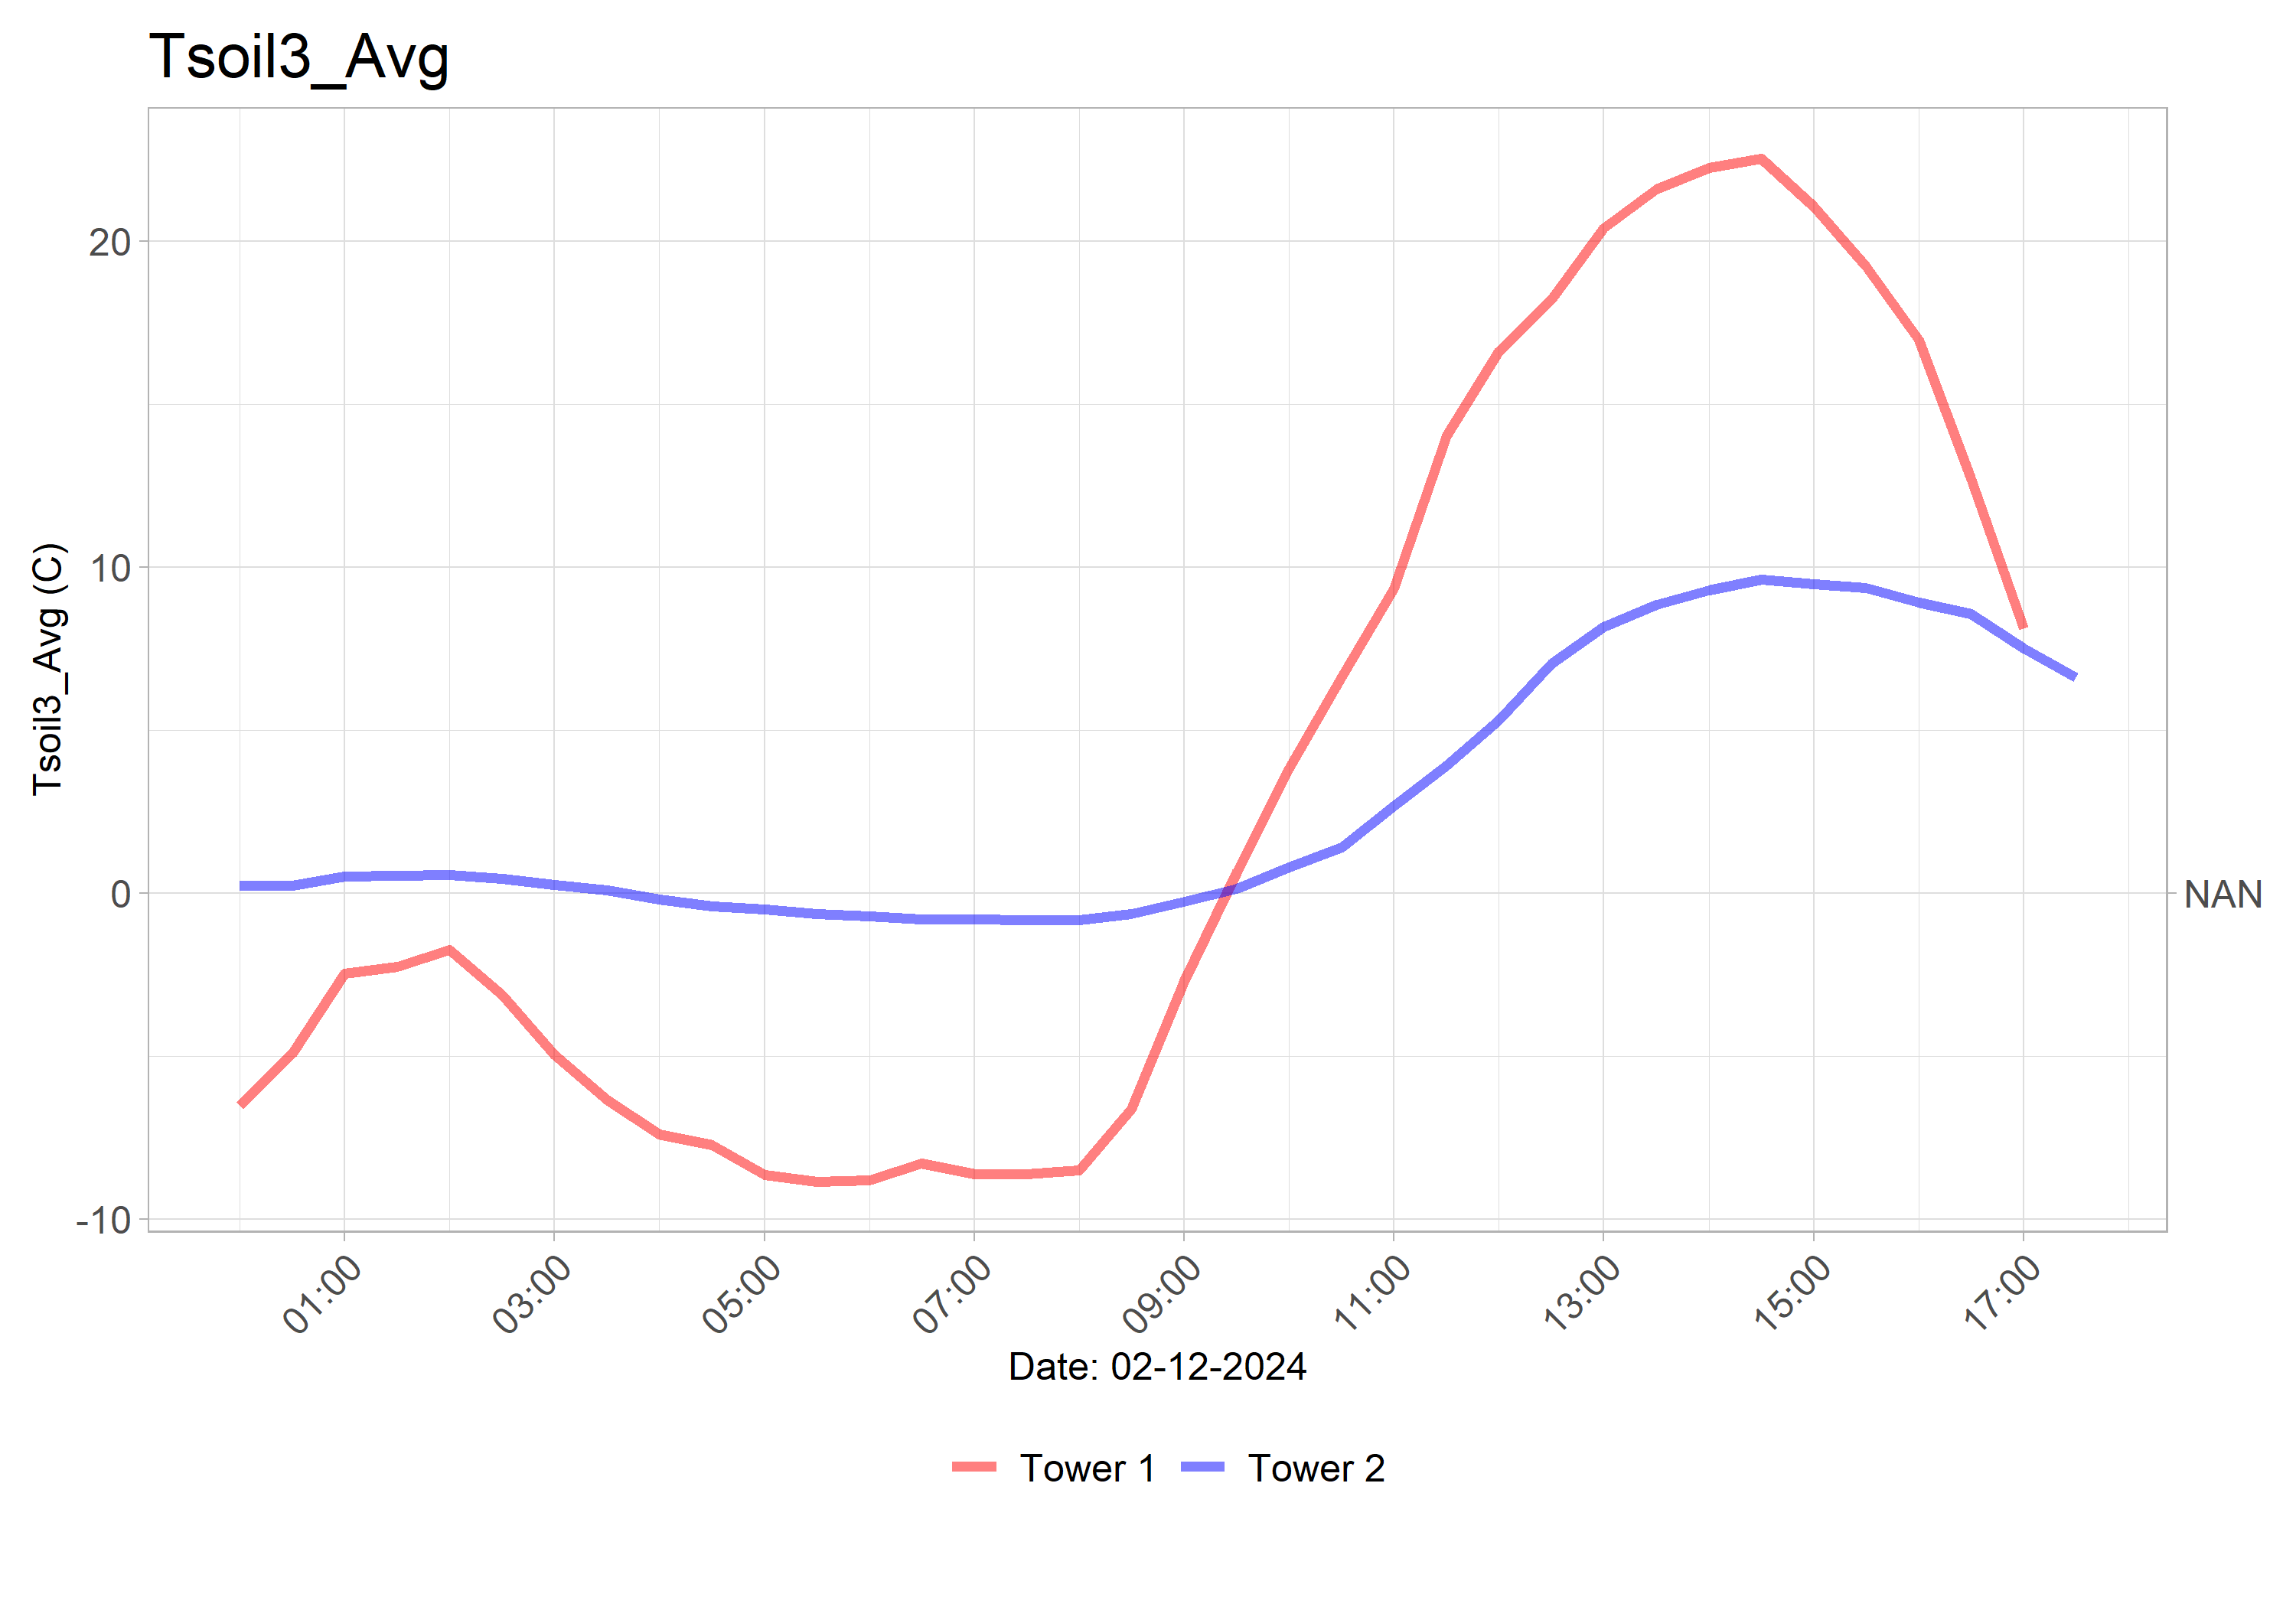 Tsoil3_Avg
Tsoil3_Avg (C)
20
10
0
-10
NAN
01:00 03:00 05:00 07:00 09:00 11:00 13:00 15:00 17:00
Date: 02-12-2024
Tower 1 Tower 2